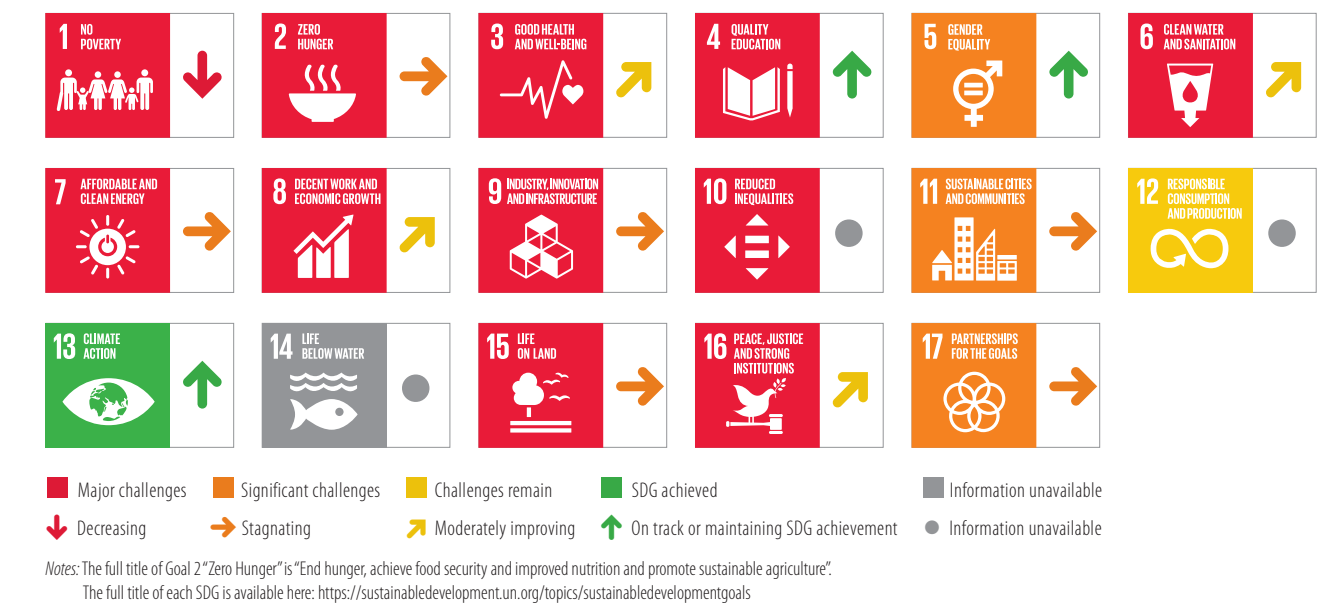 1 NO
POVERTY
2 ZERO
HUNGER
3 GOOD HEALTH
AND WELL-BEING
4 QUALITY
EDUCATION
5 GENDER
EQUALITY
6 CLEAN WATER
AND SANITATION
7 AFFORDABLE AND
CLEAN ENERGY
8 DECENT WORK AND
ECONOMIC GROWTH
9 INDUSTRY, INNOVATION
AND INFRASTRUCTURE
10 REDUCED
INEQUALITIES
11 SUSTAINABLE CITIES
AND COMMUNITIES
12 RESPONSIBLE
CONSUMPTION
AND PRODUCTION
13 CLIMATE
ACTION
14 LIFE
BELOW WATER
15 LIFE
ON LAND
16 PEACE, JUSTICE
AND STRONG
INSTITUTIONS
17 PARTNERSHIPS
FOR THE GOALS
Major challenges Significant challenges Challenges remain SDG achieved Information unavailable
Decreasing Stagnating Moderately improving On track or maintaining SDG achievement Information unavailable
Notes: The full title of Goal 2 “Zero Hunger” is “End hunger, achieve food security and improved nutrition and promote sustainable agriculture”.
The full title of each SDG is available here: https://sustainabledevelopment.un.org/topics/sustainabledevelopmentgoals